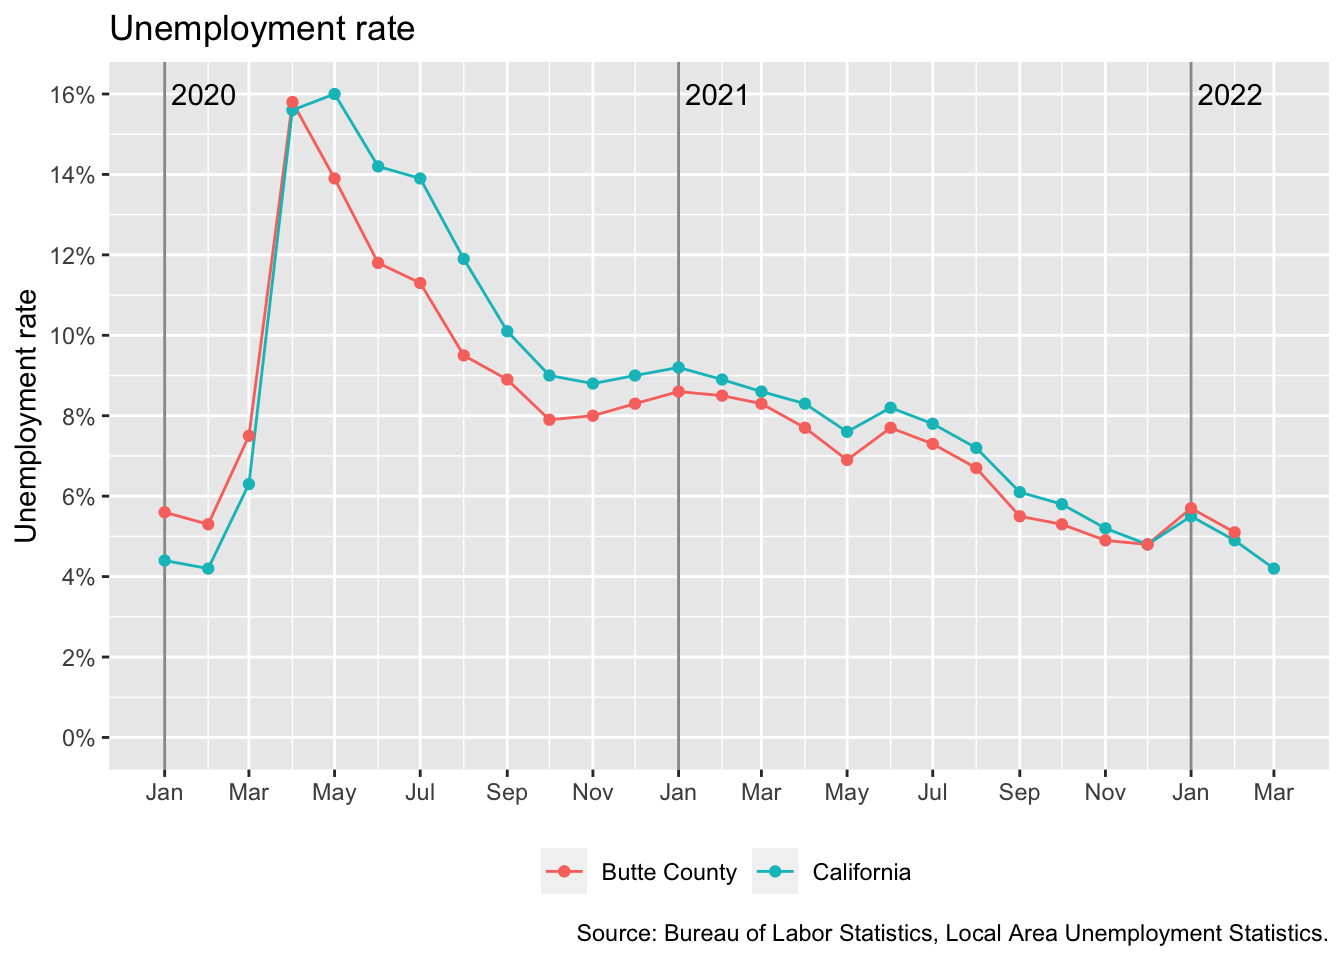 Unemployment rate
2020 2021 2022
16%
14%
12%
10%
8%
6%
4%
2%
0%
Unemployment rate
Jan Mar May Jul Sep Nov Jan Mar May Jul Sep Nov Jan Mar
Butte County California
Source: Bureau of Labor Statistics, Local Area Unemployment Statistics.